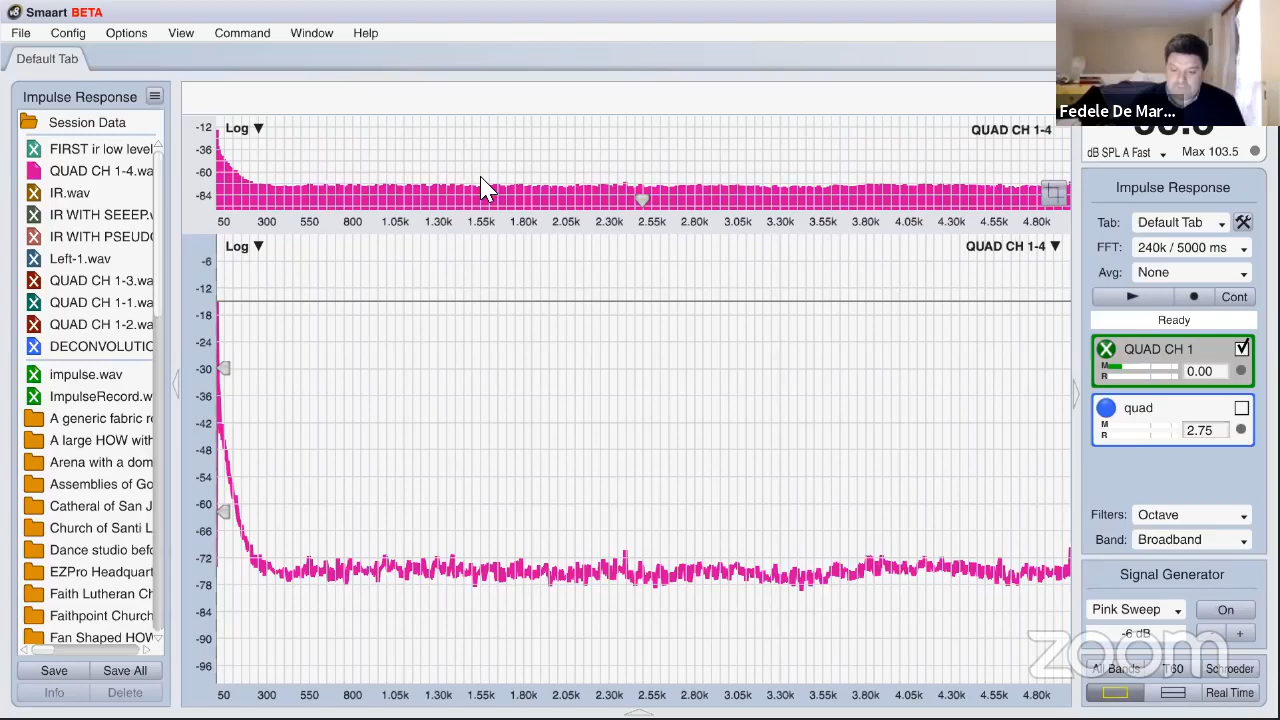 Smaart BETA
File Config Options View Command Window Help
Default Tab
Impulse Response
Session Data
FIRST ir low level
QUAD CH 1-4.wa
IR.wav
IR WITH SEEEP.w
IR WITH PSEUDO
Left-1.wav
QUAD CH 1-3.wa
QUAD CH 1-1.wa
QUAD CH 1-2.wa
DECONVOLUTIO
impulse.wav
ImpulseRecord.w
A generic fabric re
A large HOW with
Arena with a dom
Assemblies of Go
Catheral of San J
Church of Santi L
Dance studio befo
EZPro Headquart
Faith Lutheran Ch
Faithpoint Church
Fan Shaped HOW
Save Save All
Info Delete
Log ▼ QUAD CH 1-4
-12
-36
-60
-84
50 300 550 800 1.05k 1.30k 1.55k 1.80k 2.05k 2.30k 2.55k 2.80k 3.05k 3.30k 3.55k 3.80k 4.05k 4.30k 4.55k 4.80k
Log ▼ QUAD CH 1-4 ▼
-6
-12
-18
-24
-30
-36
-42
-48
-54
-60
-66
-72
-78
-84
-90
-96
50 300 550 800 1.05k 1.30k 1.55k 1.80k 2.05k 2.30k 2.55k 2.80k 3.05k 3.30k 3.55k 3.80k 4.05k 4.30k 4.55k 4.80k
Fedele De Mar...
dB SPL A Fast Max 103.5
Impulse Response
Tab: Default Tab
FFT: 240k / 5000 ms
Avg: None
Cont
Ready
QUAD CH 1
M
R 0.00
quad
M
R 2.75
Filters: Octave
Band: Broadband
Signal Generator
Pink Sweep On
-6 dB +
zoom
All Bands T60 Schroeder
Real Time